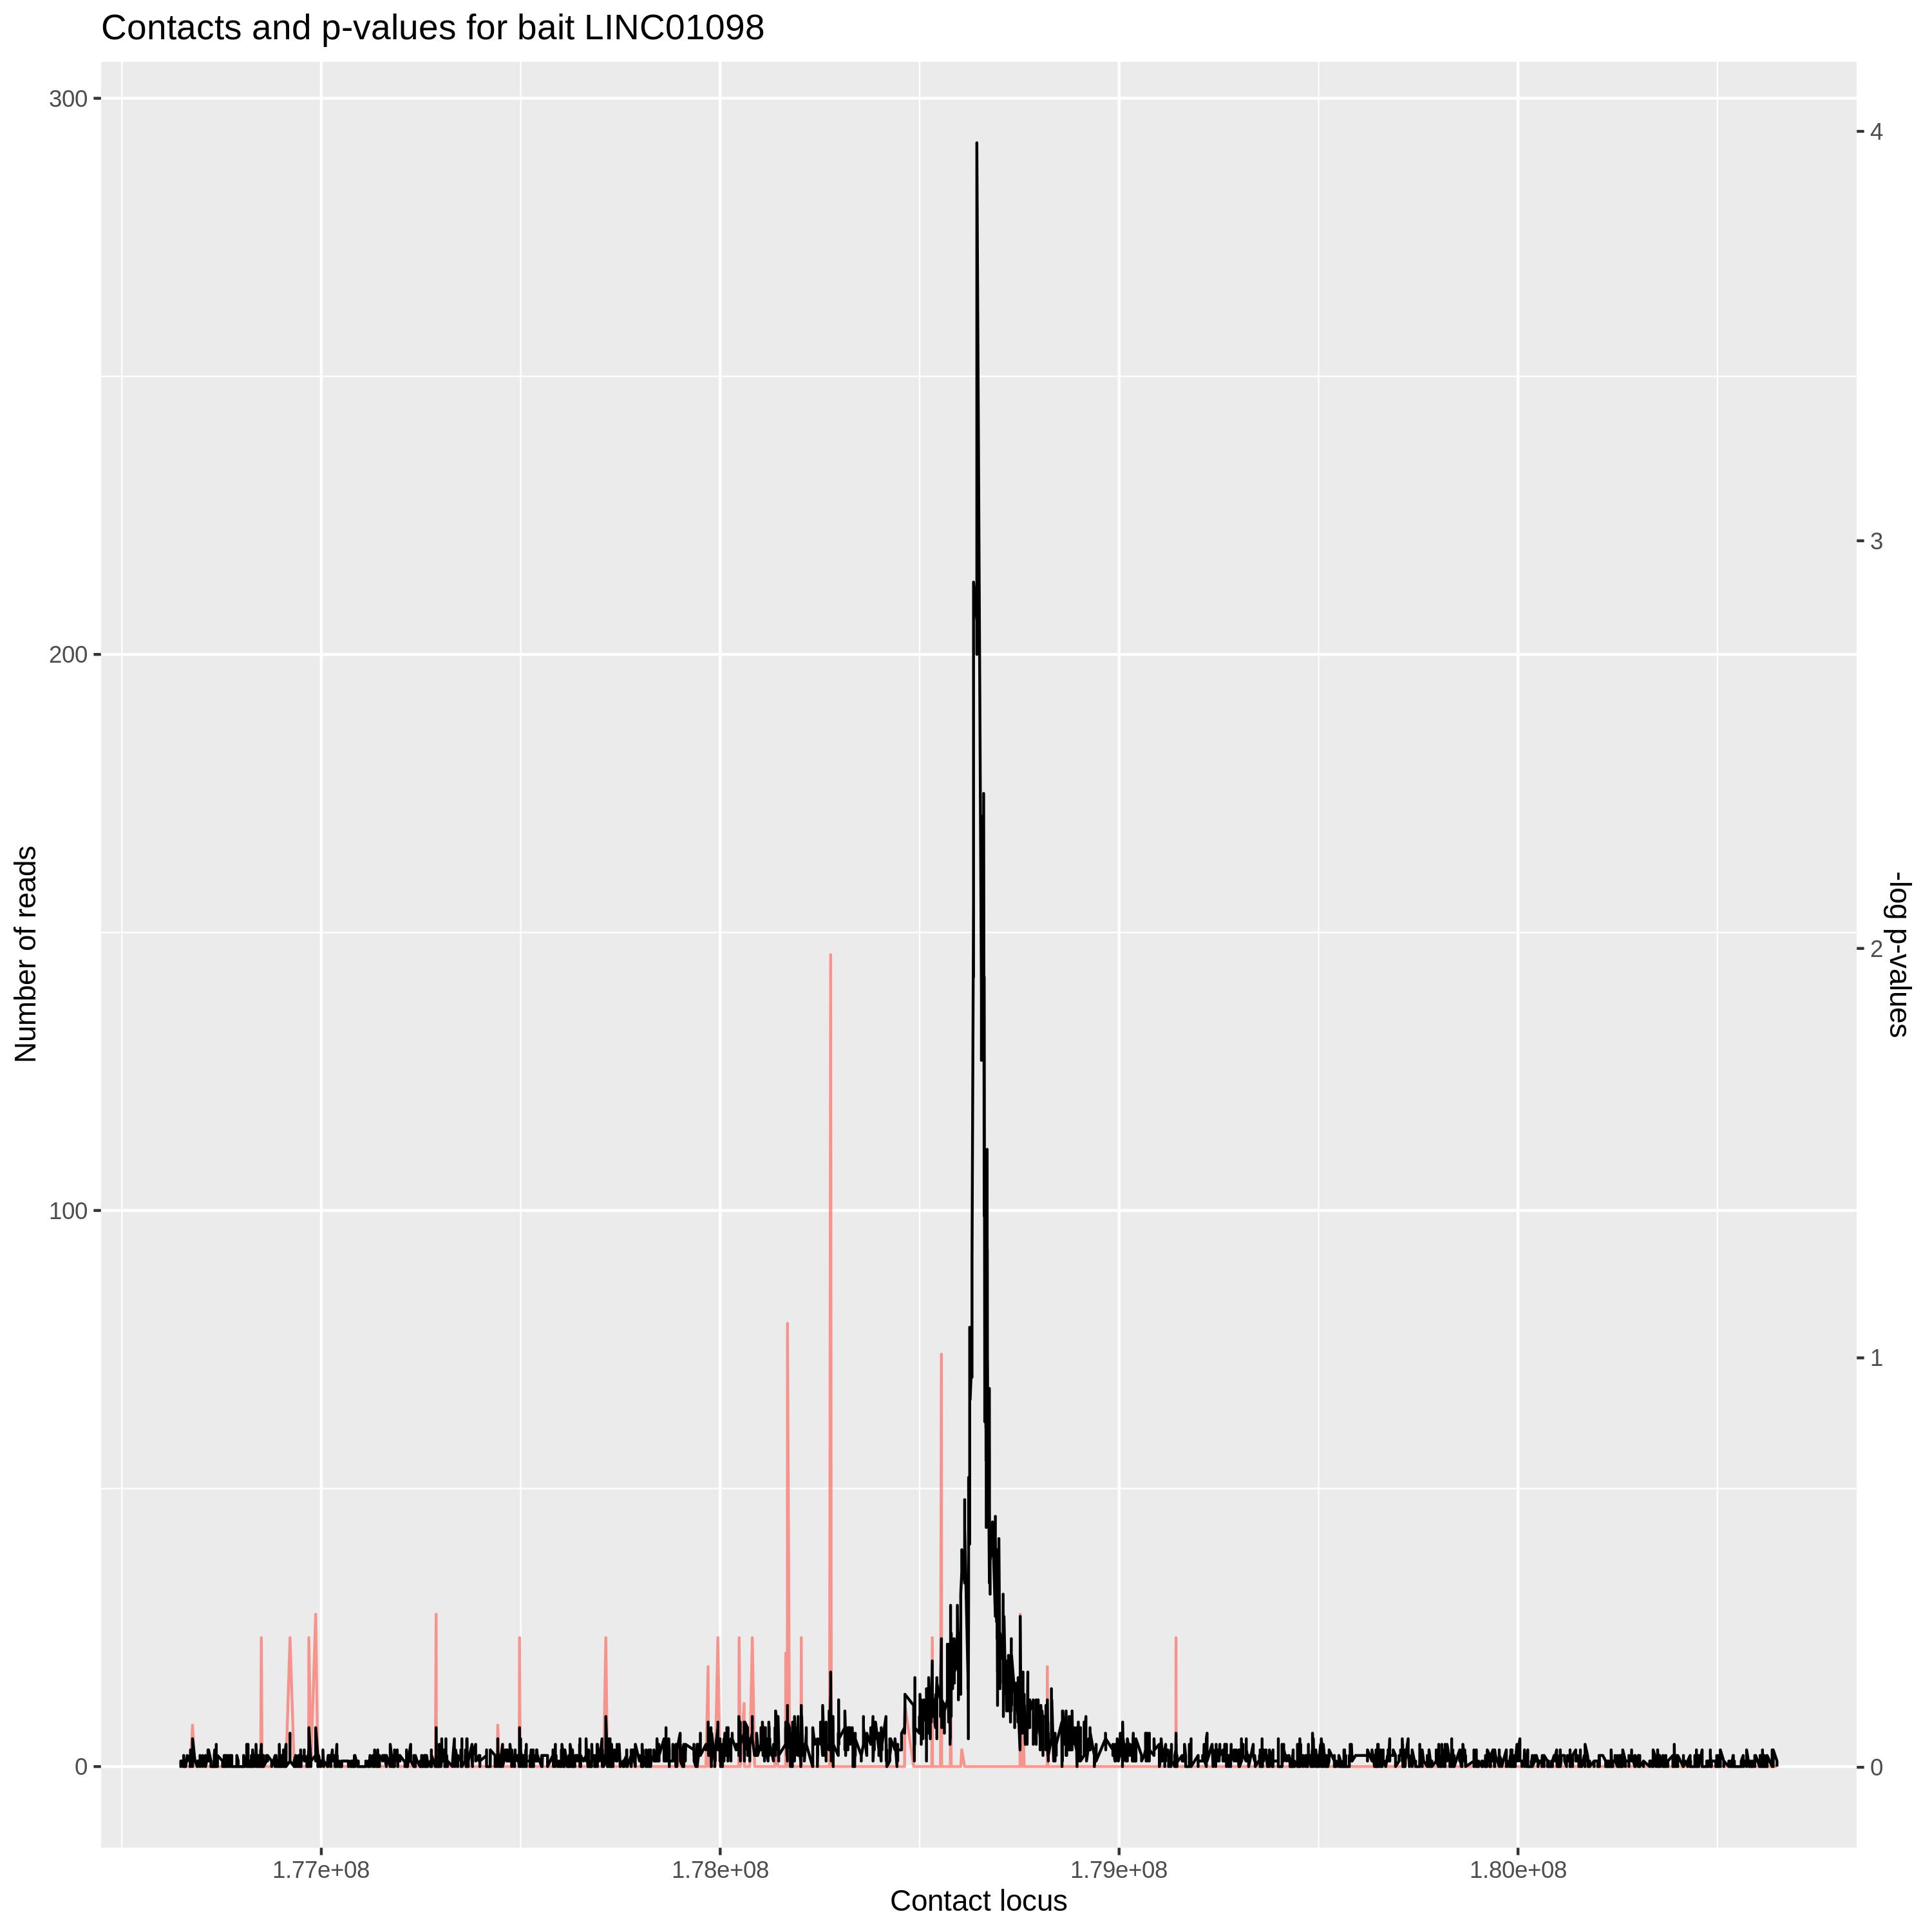 Contacts and p-values for bait LINC01098
300
200
100
0
Number of reads
4
3
2
1
0
-log p-values
1.77e+08
1.78e+08
1.79e+08
1.80e+08
Contact locus